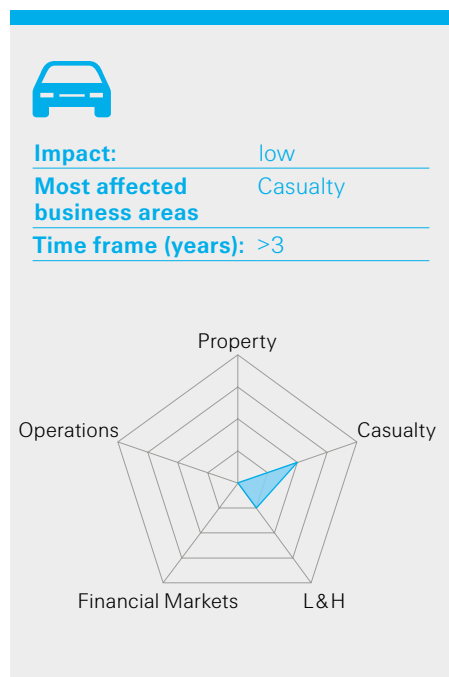 Impact: low
Most affected Casualty
business areas
Time frame (years): >3
Property
Operations Casualty
Financial Markets L&H